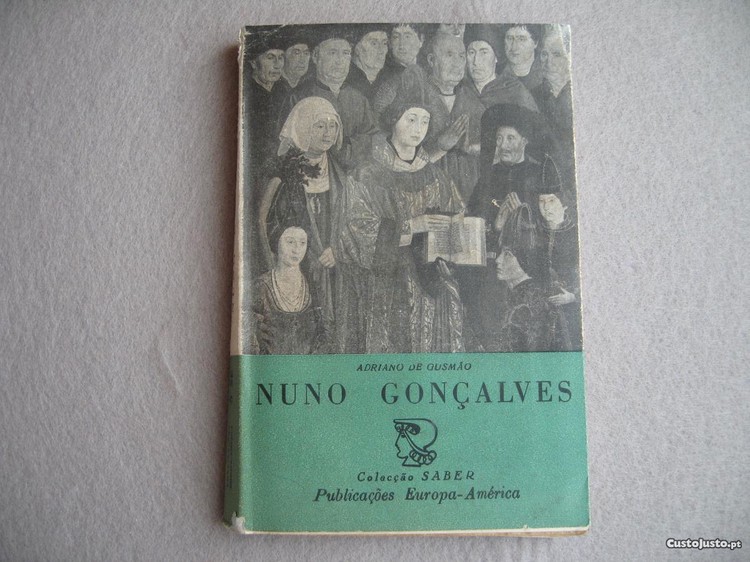 ADRIANO DE GUSMÃO
NUNO GONÇALVES
Colecção SABER
Publicações Europa-América
CustoJusto.pt